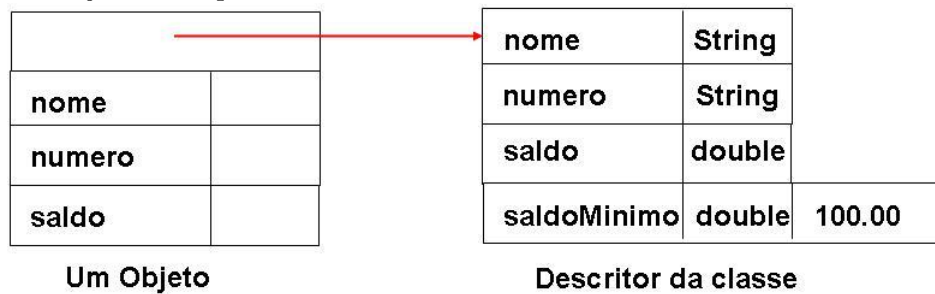 nome
numero
saldo
Um Objeto
nome String
numero String
saldo double
saldoMinimo double 100.00
Descritor da classe